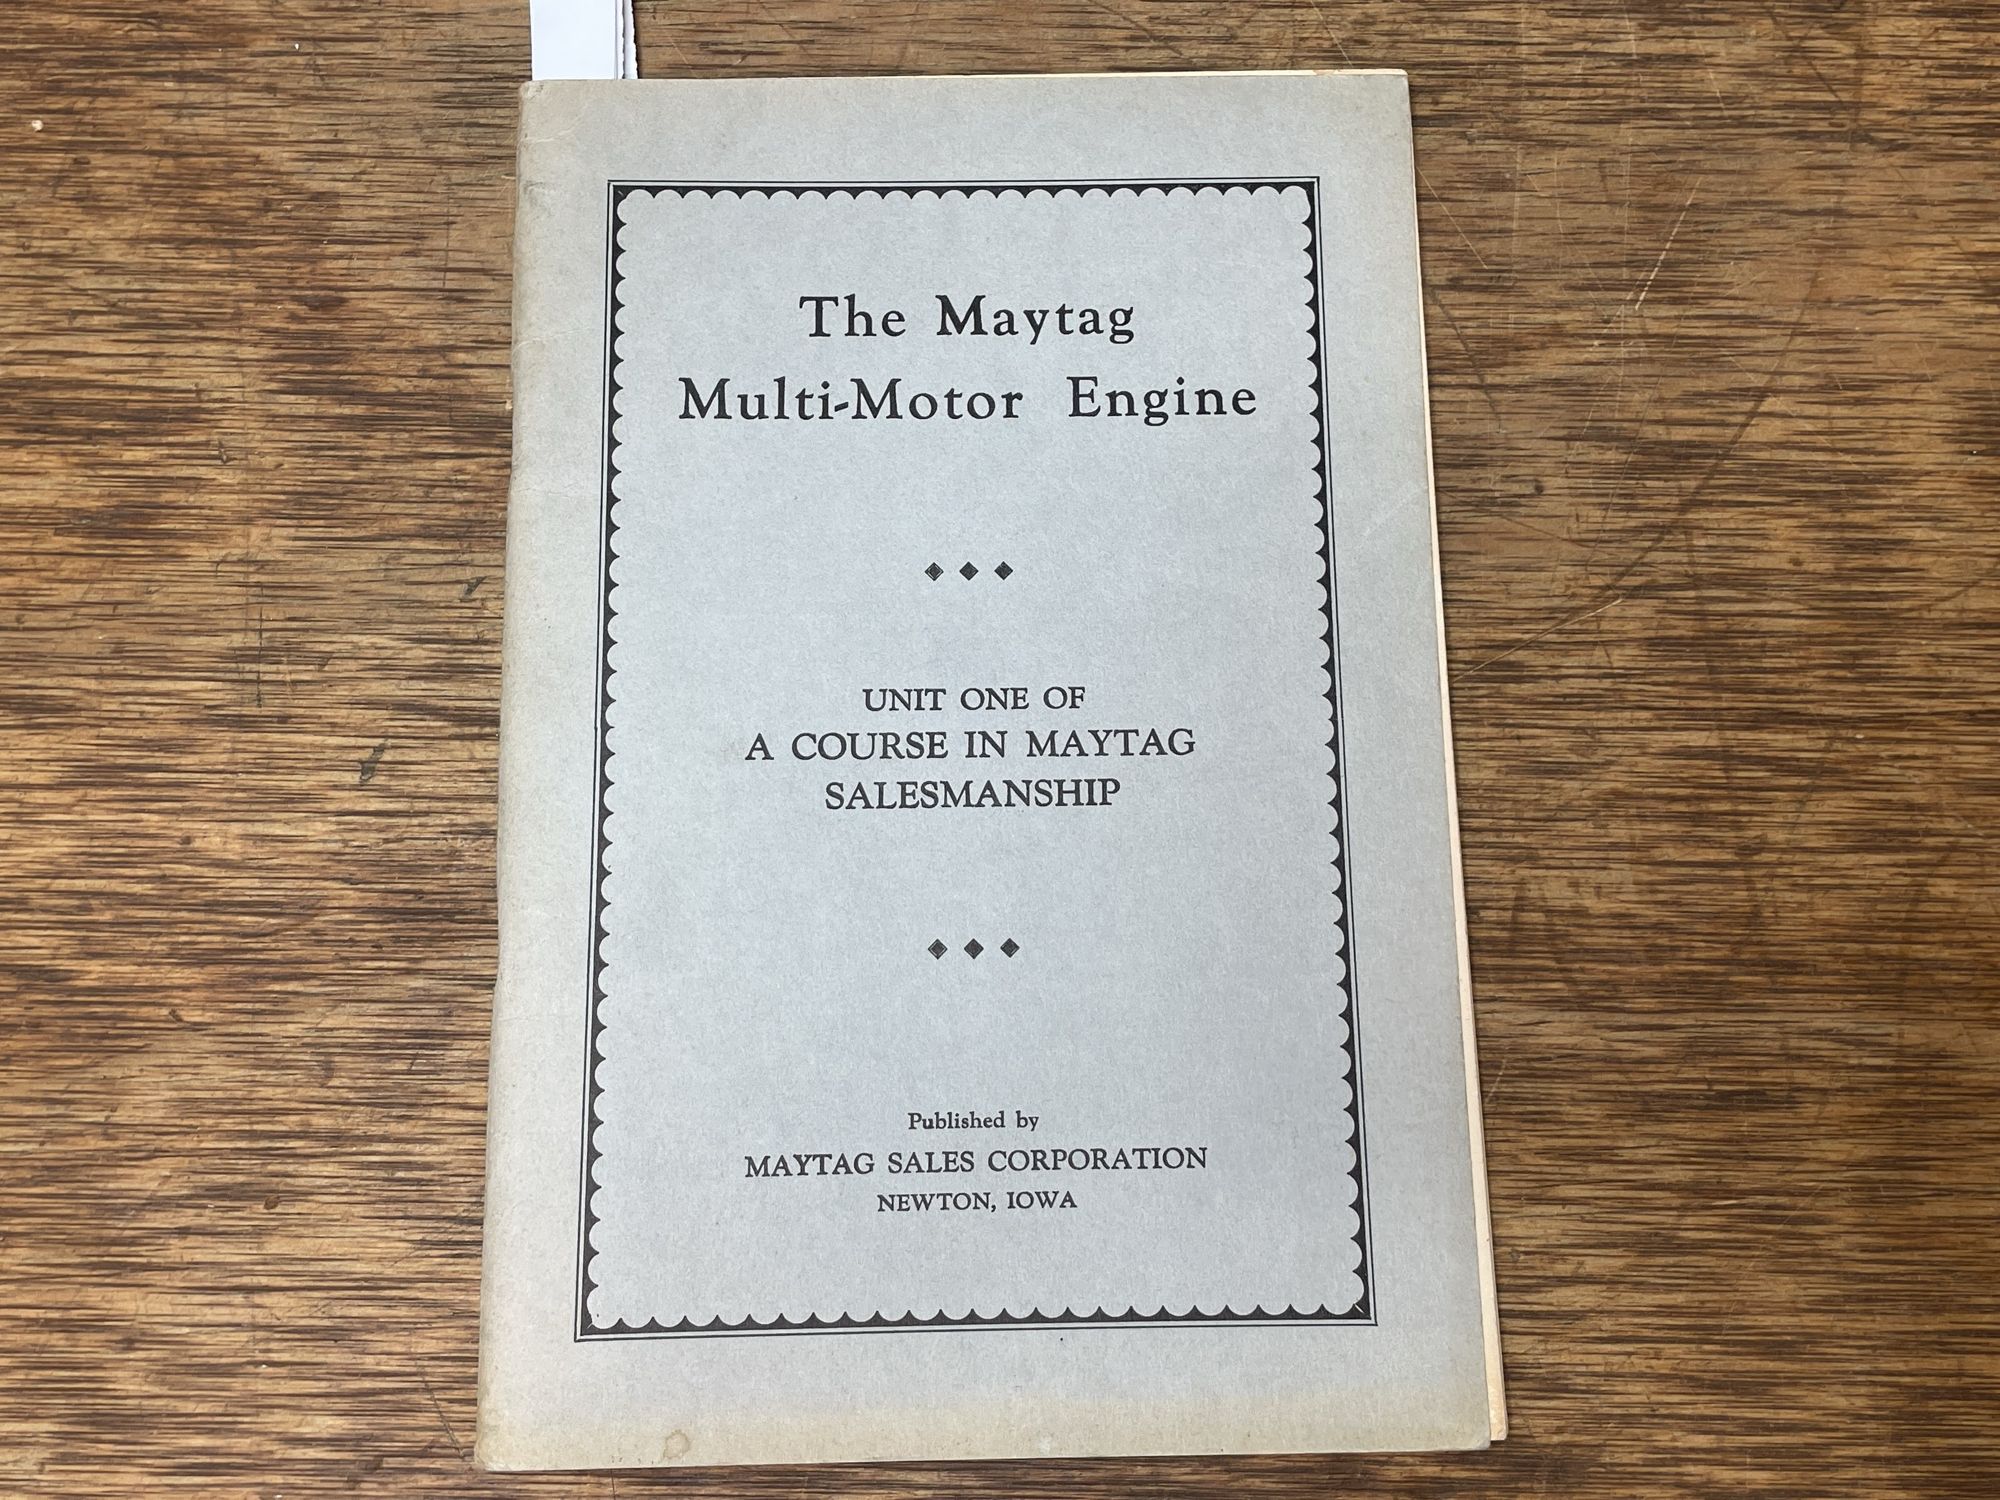 The Maytag
Multi-Motor Engine
UNIT ONE OF
A COURSE IN MAYTAG
SALESMANSHIP
Published by
MAYTAG SALES CORPORATION
NEWTON, IOWA